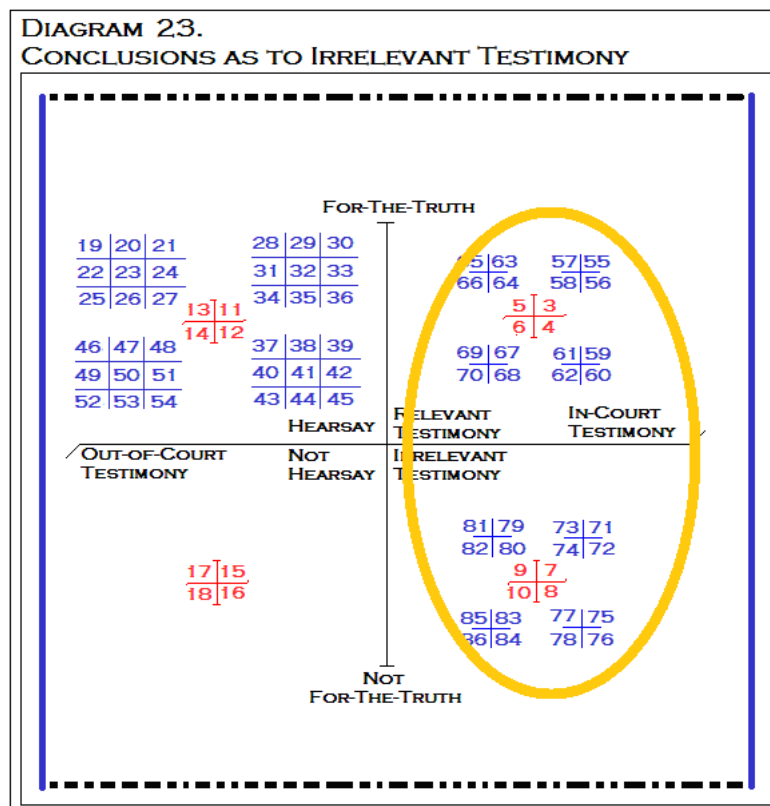 DIAGRAM 23.
CONCLUSIONS AS TO IRRELEVANT TESTIMONY
FOR-THE-TRUTH
19 20 21
22 23 24
25 26 27
28 29 30
31 32 33
34 35 36
13 11
14 12
46 47 48
49 50 51
52 53 54
37 38 39
40 41 42
43 44 45
63
66 64
57 55
58 56
5 3
6 4
69 67
70 68
61 59
62 60
HEARSAY
RELEVANT
TESTIMONY
IN-COURT
TESTIMONY
OUT-OF-COURT
TESTIMONY
NOT
HEARSAY
IRRELEVANT
TESTIMONY
17 15
18 16
81 79
82 80
73 71
74 72
9 7
10 8
85 83
86 84
77 75
78 76
NOT
FOR-THE-TRUTH